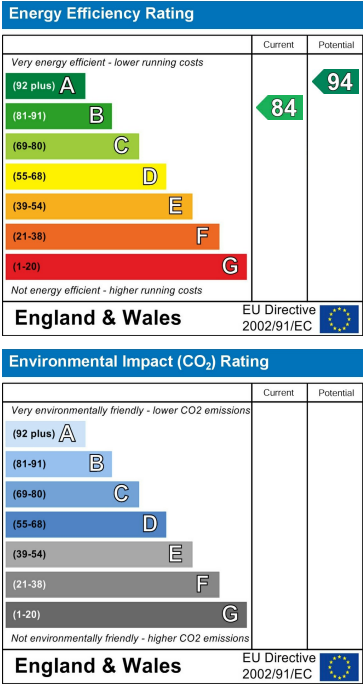 Energy Efficiency Rating
Current Potential
Very energy efficient - lower running costs
(92 plus) A
(81-91) B
(69-80) C
(55-68) D
(39-54) E
(21-38) F
(1-20) G
84
94
Not energy efficient - higher running costs
England & Wales
EU Directive
2002/91/EC
Environmental Impact (CO₂) Rating
Current Potential
Very environmentally friendly - lower CO2 emissions
(92 plus) A
(81-91) B
(69-80) C
(55-68) D
(39-54) E
(21-38) F
(1-20) G
Not environmentally friendly - higher CO2 emissions
England & Wales
EU Directive
2002/91/EC